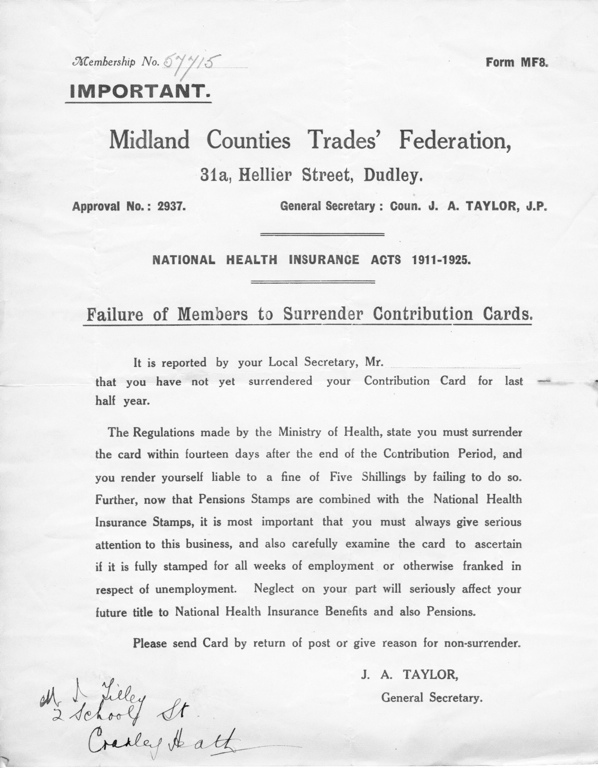 Membership No. 57715
Form MF8.
IMPORTANT.
Midland Counties Trades' Federation,
31a, Hellier Street, Dudley.
Approval No.: 2937.
General Secretary: Coun. J. A. TAYLOR, J.P.
NATIONAL HEALTH INSURANCE ACTS 1911-1925.
Failure of Members to Surrender Contribution Cards.
It is reported by your Local Secretary, Mr.
that you have not yet surrendered your Contribution Card for last
half year.
The Regulations made by the Ministry of Health, state you must surrender
the card within fourteen days after the end of the Contribution Period, and
you render yourself liable to a fine of Five Shillings by failing to do so.
Further, now that Pensions Stamps are combined with the National Health
Insurance Stamps, it is most important that you must always give serious
attention to this business, and also carefully examine the card to ascertain
if it is fully stamped for all weeks of employment or otherwise franked in
respect of unemployment. Neglect on your part will seriously affect your
future title to National Health Insurance Benefits and also Pensions.
Please send Card by return of post or give reason for non-surrender.
J. A. TAYLOR,
General Secretary.
Tilley
2 School St
Cradley Heath